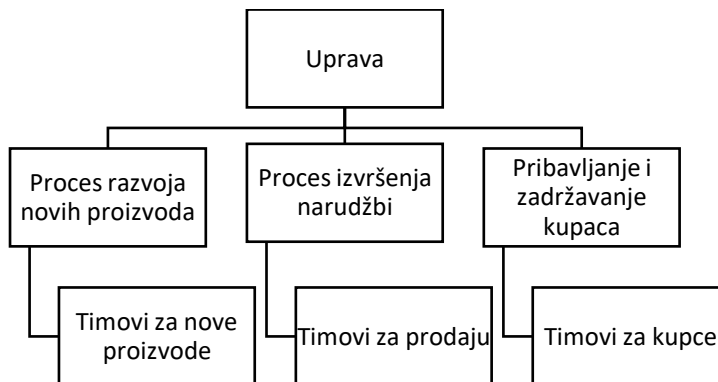 Uprava
Proces razvoja
novih proizvoda
Proces izvršenja
narudžbi
Pribavljanje i
zadržavanje
kupaca
Timovi za nove
proizvode
Timovi za prodaju
Timovi za kupce